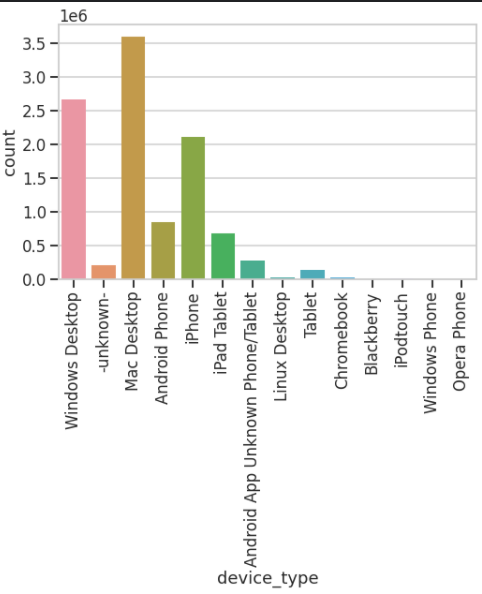 1e6
3.5
3.0
2.5
2.0
1.5
1.0
0.5
0.0
count
Windows Desktop
-unknown-
Mac Desktop
Android Phone
iPhone
iPad Tablet
Android App Unknown Phone/Tablet
Linux Desktop
Tablet
Chromebook
Blackberry
iPodtouch
Windows Phone
Opera Phone
device_type